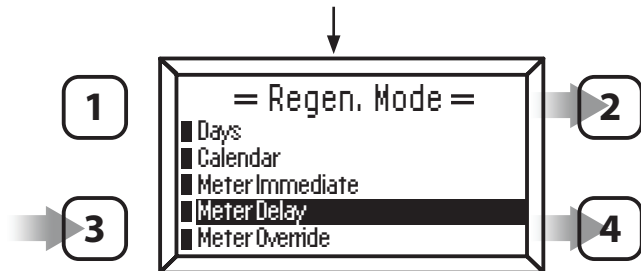 1
= Regen. Mode =
2
Days
Calendar
Meter Immediate
Meter Delay
Meter Override
3
4